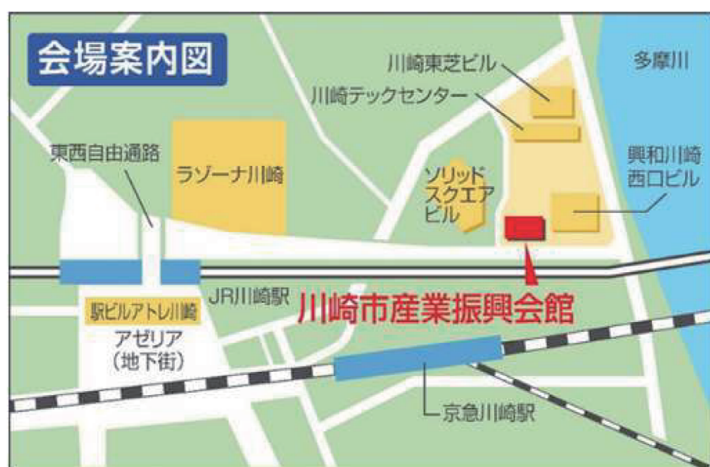 会場案内図
川崎東芝ビル
川崎テックセンター
多摩川
東西自由通路
ラゾーナ川崎
ソリッド
スクエア
ビル
興和川崎
西口ビル
JR川崎駅
川崎市産業振興会館
駅ビルアトレ川崎
アゼリア
(地下街)
京急川崎駅